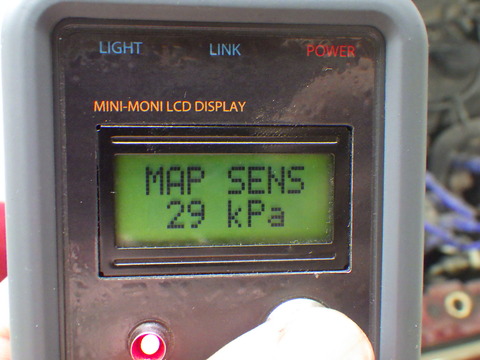 LIGHT LINK POWER
MINI-MONI LCD DISPLAY
MAP SENS
29 kPa